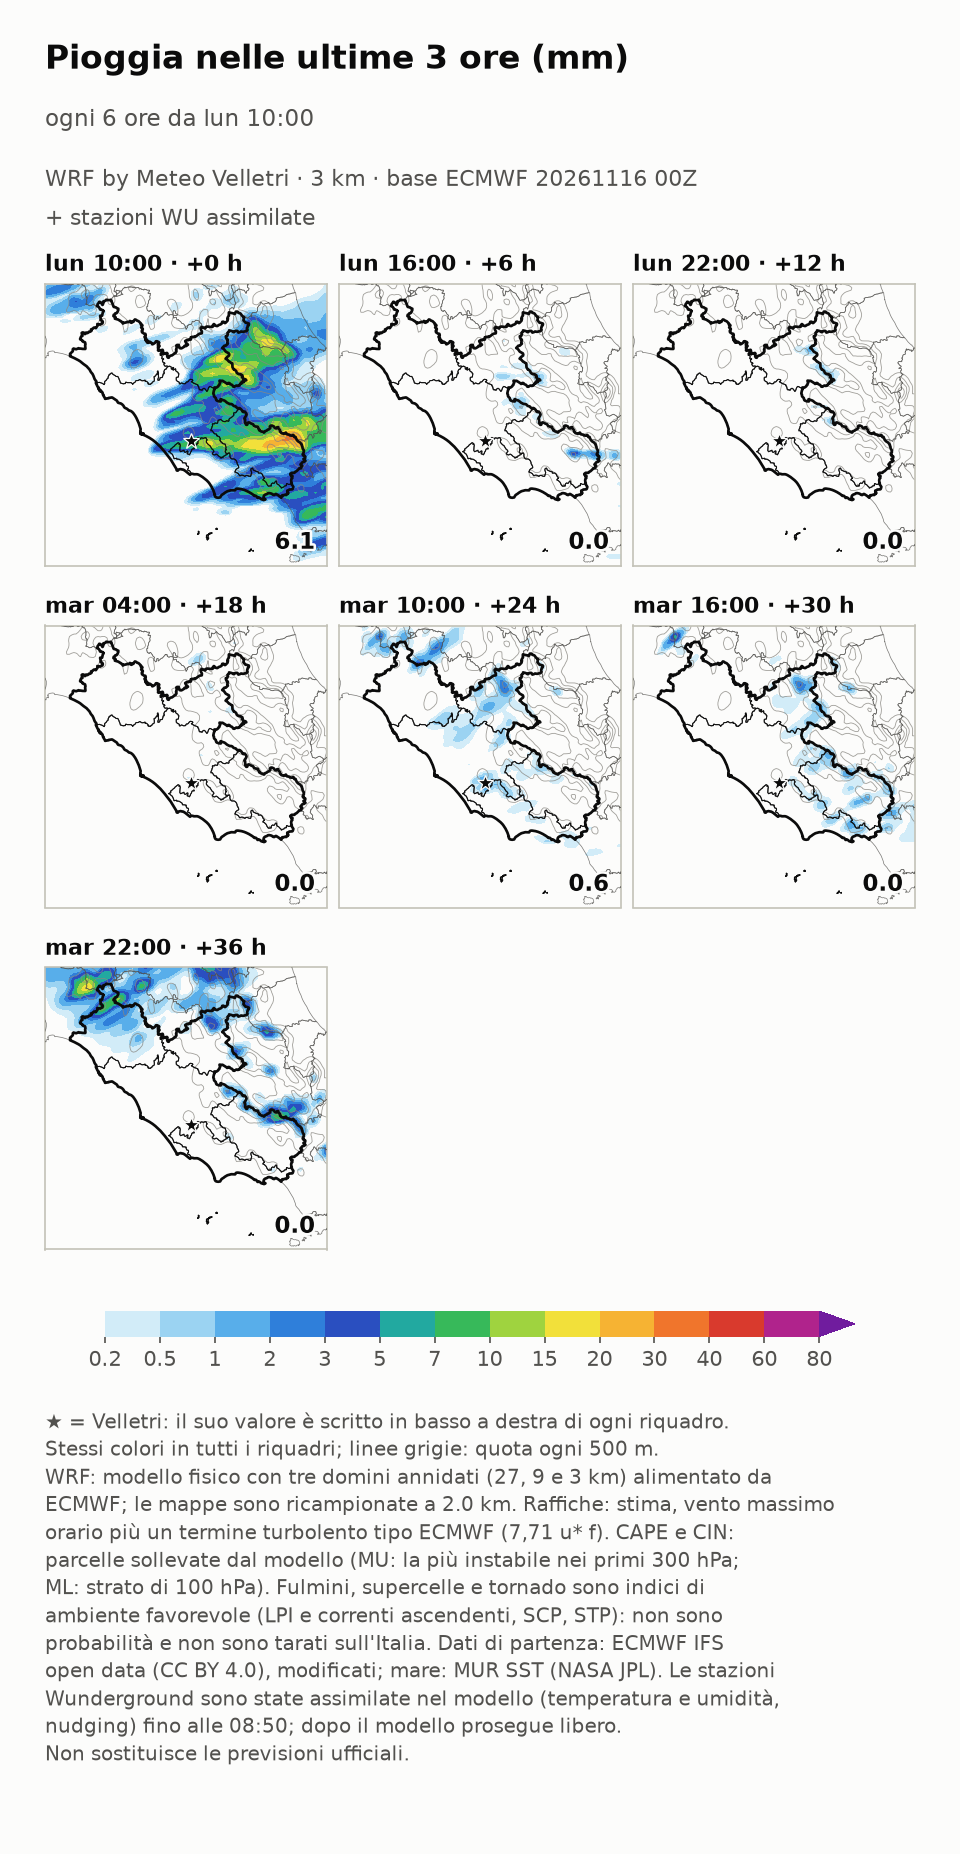 Pioggia nelle ultime 3 ore (mm)
ogni 6 ore da lun 10:00
WRF by Meteo Velletri · 3 km · base ECMWF 20261116 00Z
+ stazioni WU assimilate
lun 10:00 · +0 h
lun 16:00 · +6 h
lun 22:00 · +12 h
6.1
0.0
0.0
mar 04:00 · +18 h
mar 10:00 · +24 h
mar 16:00 · +30 h
0.0
0.6
0.0
mar 22:00 · +36 h
0.0
0.2 0.5 1 2 3 5 7 10 15 20 30 40 60 80
★ = Velletri: il suo valore è scritto in basso a destra di ogni riquadro.
Stessi colori in tutti i riquadri; linee grigie: quota ogni 500 m.
WRF: modello fisico con tre domini annidati (27, 9 e 3 km) alimentato da
ECMWF; le mappe sono ricampionate a 2.0 km. Raffiche: stima, vento massimo
orario più un termine turbolento tipo ECMWF (7,71 u* f). CAPE e CIN:
parcelle sollevate dal modello (MU: la più instabile nei primi 300 hPa;
ML: strato di 100 hPa). Fulmini, supercelle e tornado sono indici di
ambiente favorevole (LPI e correnti ascendenti, SCP, STP): non sono
probabilità e non sono tarati sull'Italia. Dati di partenza: ECMWF IFS
open data (CC BY 4.0), modificati; mare: MUR SST (NASA JPL). Le stazioni
Wunderground sono state assimilate nel modello (temperatura e umidità,
nudging) fino alle 08:50; dopo il modello prosegue libero.
Non sostituisce le previsioni ufficiali.